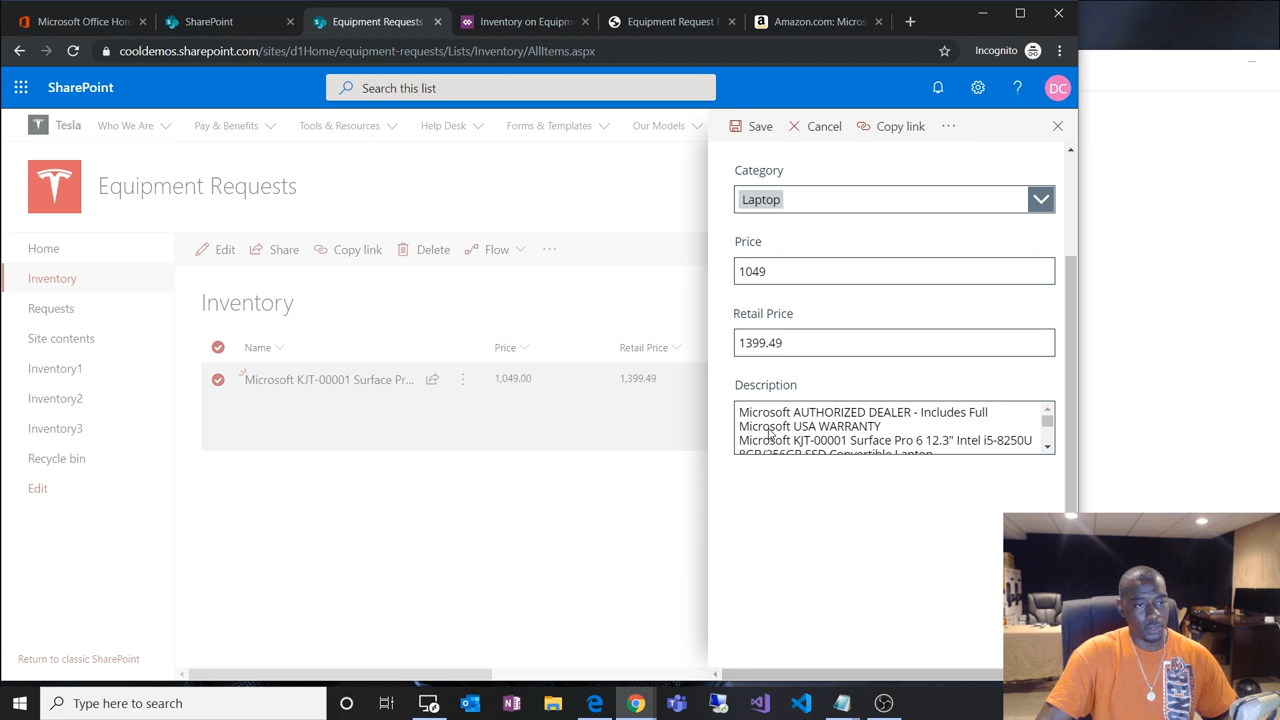 Microsoft Office Home
SharePoint
Equipment Requests
Inventory on Equipm
Equipment Request F
Amazon.com: Micros
cooldemos.sharepoint.com/sites/d1Home/equipment-requests/Lists/Inventory/AllItems.aspx
Incognito
SharePoint
Search this list
?
DC
Tesla
Who We Are
Pay & Benefits
Tools & Resources
Help Desk
Forms & Templates
Our Models
Save
Cancel
Copy link
Equipment Requests
Category
Laptop
Home
Inventory
Requests
Site contents
Inventory1
Inventory2
Inventory3
Recycle bin
Edit
Return to classic SharePoint
Edit
Share
Copy link
Delete
Flow
Inventory
Name
Price
Retail Price
Microsoft KJT-00001 Surface Pr...
1,049.00
1,399.49
Price
1049
Retail Price
1399.49
Description
Microsoft AUTHORIZED DEALER - Includes Full
Microsoft USA WARRANTY
Microsoft KJT-00001 Surface Pro 6 12.3" Intel i5-8250U
8GB/256GB SSD Convertible Laptop
Type here to search